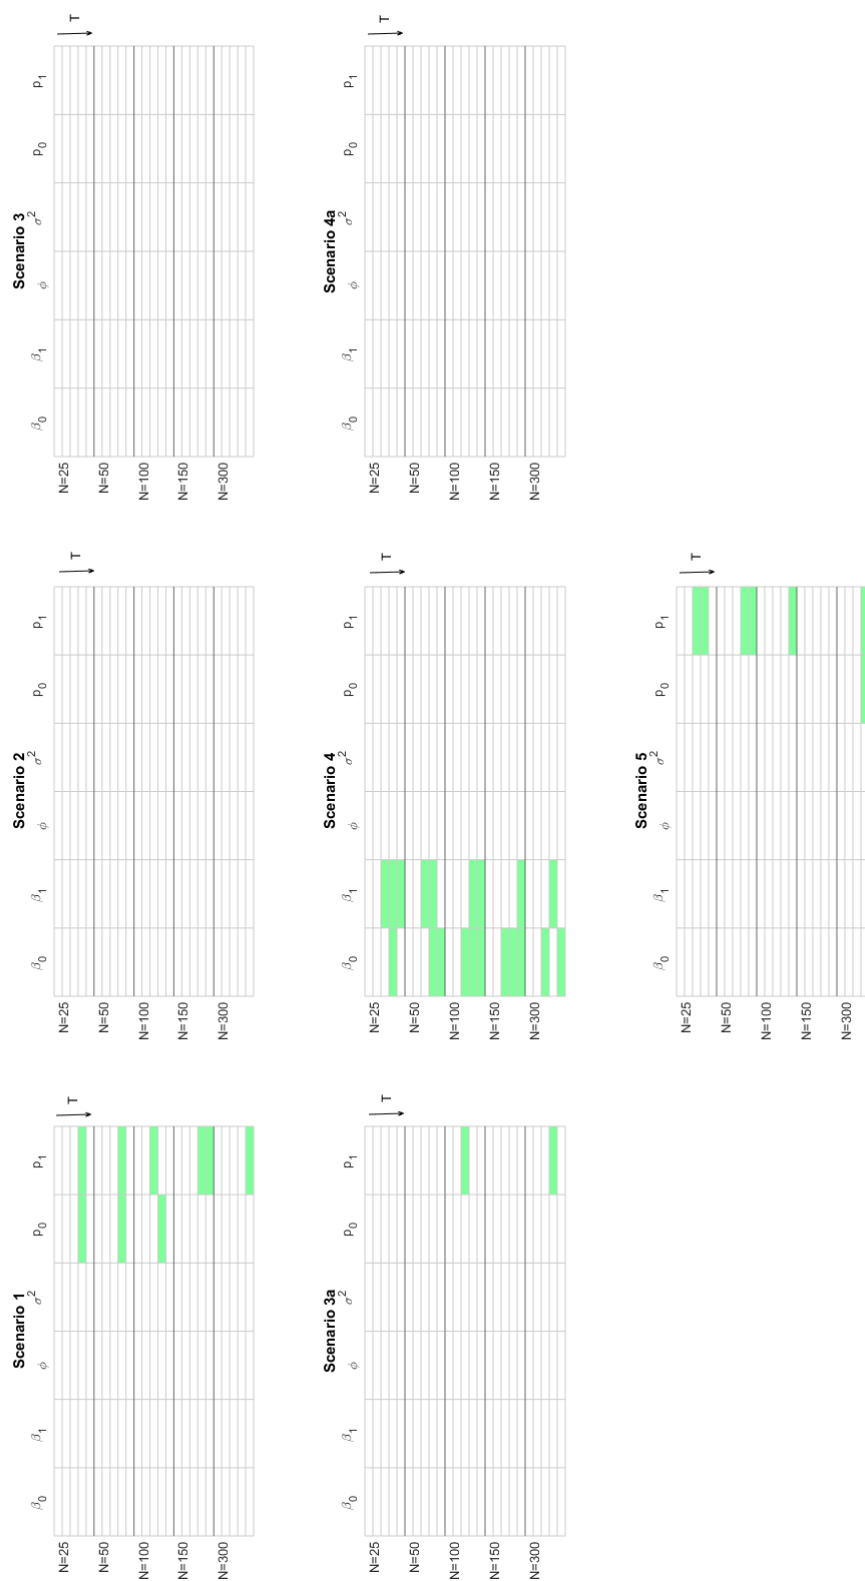 Scenario 1
β0 β1 ϕ σ² p0 p1
T
N=25
N=50
N=100
N=150
N=300
Scenario 2
β0 β1 ϕ σ² p0 p1
T
N=25
N=50
N=100
N=150
N=300
Scenario 3
β0 β1 ϕ σ² p0 p1
T
N=25
N=50
N=100
N=150
N=300
Scenario 3a
β0 β1 ϕ σ² p0 p1
T
N=25
N=50
N=100
N=150
N=300
Scenario 4
β0 β1 ϕ σ² p0 p1
T
N=25
N=50
N=100
N=150
N=300
Scenario 4a
β0 β1 ϕ σ² p0 p1
T
N=25
N=50
N=100
N=150
N=300
Scenario 5
β0 β1 ϕ σ² p0 p1
T
N=25
N=50
N=100
N=150
N=300